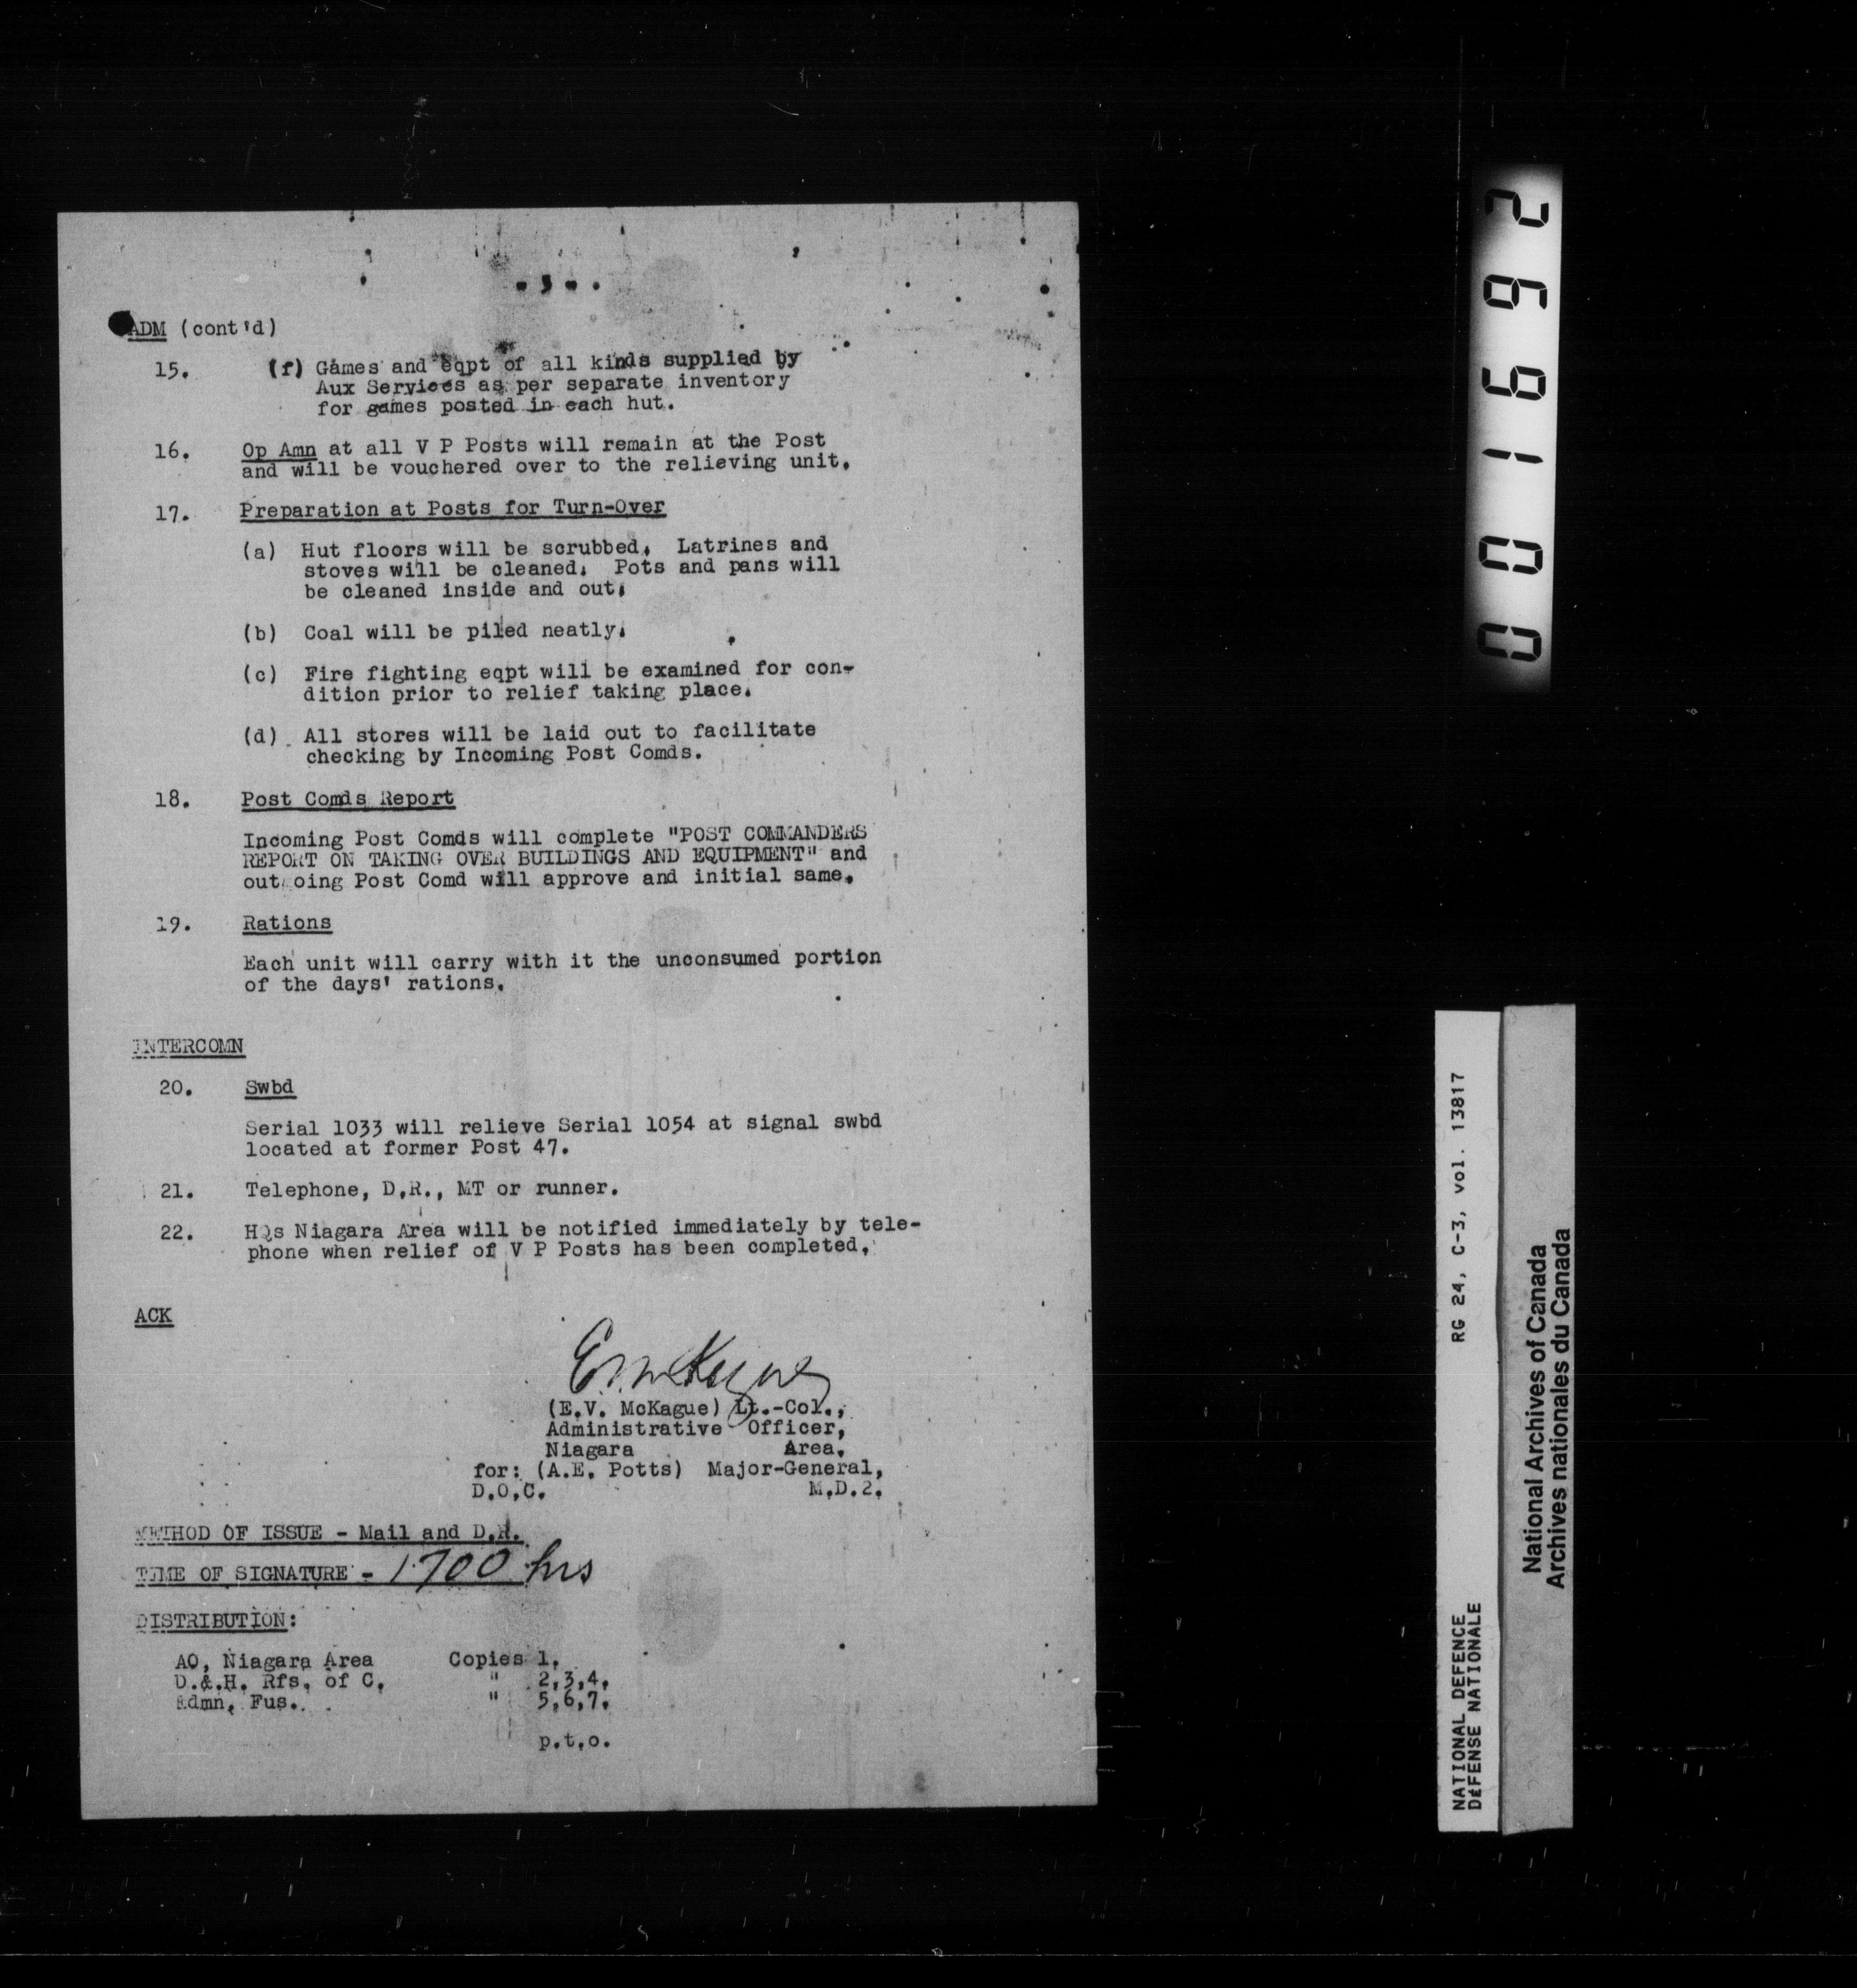 - 3 - .
ADM (cont'd)
15. (f) Games and eqpt of all kinds supplied by
Aux Services as per separate inventory
for games posted in each hut.
16. Op Amn at all V P Posts will remain at the Post
and will be vouchered over to the relieving unit.
17. Preparation at Posts for Turn-Over
(a) Hut floors will be scrubbed. Latrines and
stoves will be cleaned. Pots and pans will
be cleaned inside and out.
(b) Coal will be piled neatly.
(c) Fire fighting eqpt will be examined for con-
dition prior to relief taking place.
(d) All stores will be laid out to facilitate
checking by Incoming Post Comds.
18. Post Comds Report
Incoming Post Comds will complete "POST COMMANDERS
REPORT ON TAKING OVER BUILDINGS AND EQUIPMENT" and
outgoing Post Comd will approve and initial same.
19. Rations
Each unit will carry with it the unconsumed portion
of the days' rations.
INTERCOMN
20. Swbd
Serial 1033 will relieve Serial 1054 at signal swbd
located at former Post 47.
21. Telephone, D.R., MT or runner.
22. HQs Niagara Area will be notified immediately by tele-
phone when relief of V P Posts has been completed.
ACK
(E.V. McKague) Lt.-Col.,
Administrative Officer,
Niagara Area.
for: (A.E. Potts) Major-General,
D.O.C. M.D.2.
METHOD OF ISSUE - Mail and D.R.
TIME OF SIGNATURE - 1700 hrs
DISTRIBUTION:
AO, Niagara Area Copies 1.
D.&.H. Rfs. of C. " 2,3,4.
Edmn. Fus. " 5,6,7.
p.t.o.
001692
RG 24, C-3, vol. 13817
NATIONAL DEFENCE
DÉFENSE NATIONALE
National Archives of Canada
Archives nationales du Canada